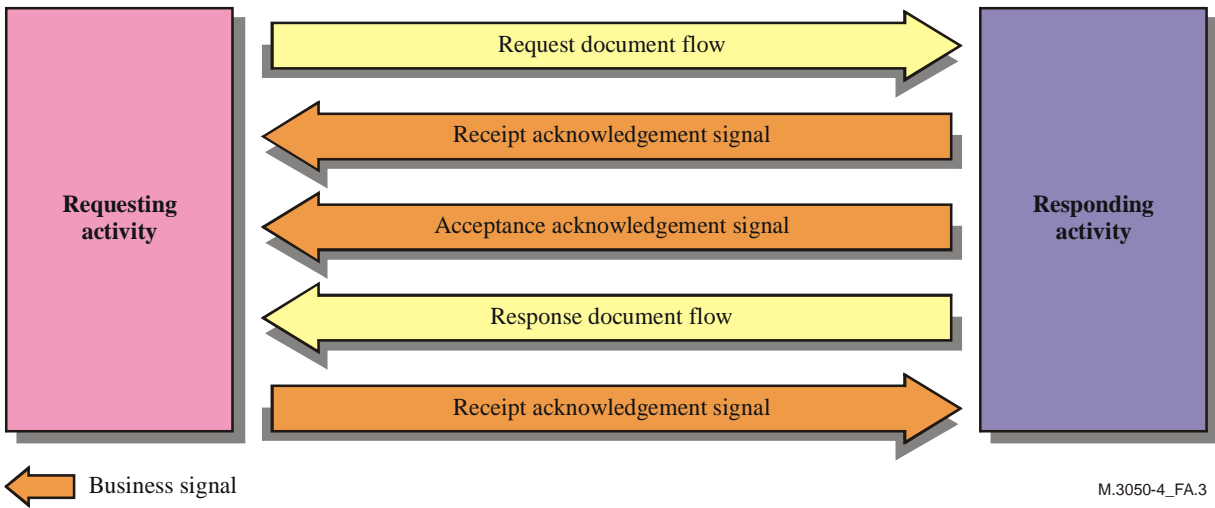 Request document flow
Receipt acknowledgement signal
Requesting
activity
Acceptance acknowledgement signal
Responding
activity
Response document flow
Receipt acknowledgement signal
Business signal
M.3050-4_FA.3